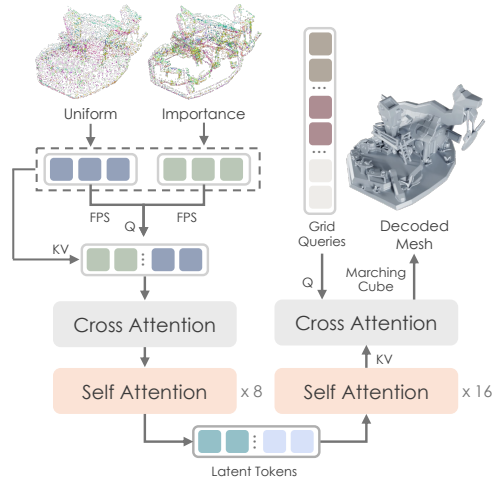 Uniform
Importance
FPS
FPS
Q
KV
Cross Attention
Self Attention
x 8
Latent Tokens
Grid
Queries
Decoded
Mesh
Q
Marching
Cube
Cross Attention
KV
Self Attention
x 16